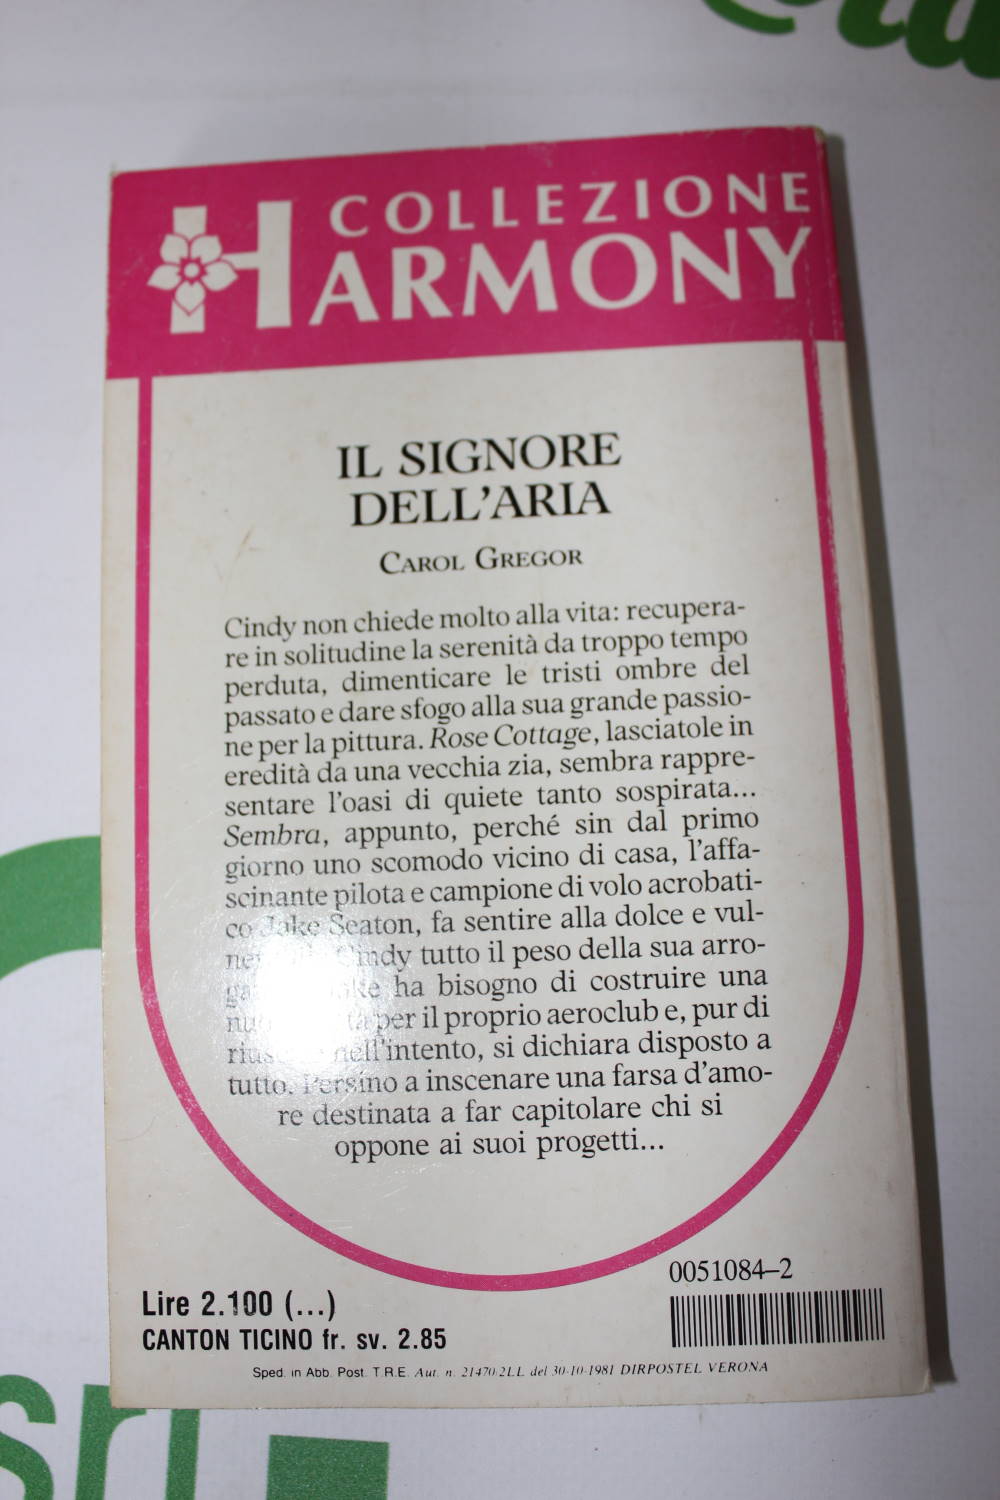 COLLEZIONE
HARMONY
IL SIGNORE
DELL'ARIA
CAROL GREGOR
Cindy non chiede molto alla vita: recupera-
re in solitudine la serenità da troppo tempo
perduta, dimenticare le tristi ombre del
passato e dare sfogo alla sua grande passio-
ne per la pittura. Rose Cottage, lasciatole in
eredità da una vecchia zia, sembra rappre-
sentare l'oasi di quiete tanto sospirata...
Sembra, appunto, perché sin dal primo
giorno uno scomodo vicino di casa, l'affa-
scinante pilota e campione di volo acrobati-
co Jake Seaton, fa sentire alla dolce e vul-
Cindy tutto il peso della sua arro-
Jake ha bisogno di costruire una
per il proprio aeroclub e, pur di
nell'intento, si dichiara disposto a
tutto. Persino a inscenare una farsa d'amo-
re destinata a far capitolare chi si
oppone ai suoi progetti...
0051084–2
Lire 2.100 (...)
CANTON TICINO fr. sv. 2.85
Sped. in Abb. Post. T.R.E. Aut. n. 21470/2LL del 30-10-1981 DIRPOSTEL VERONA
srl